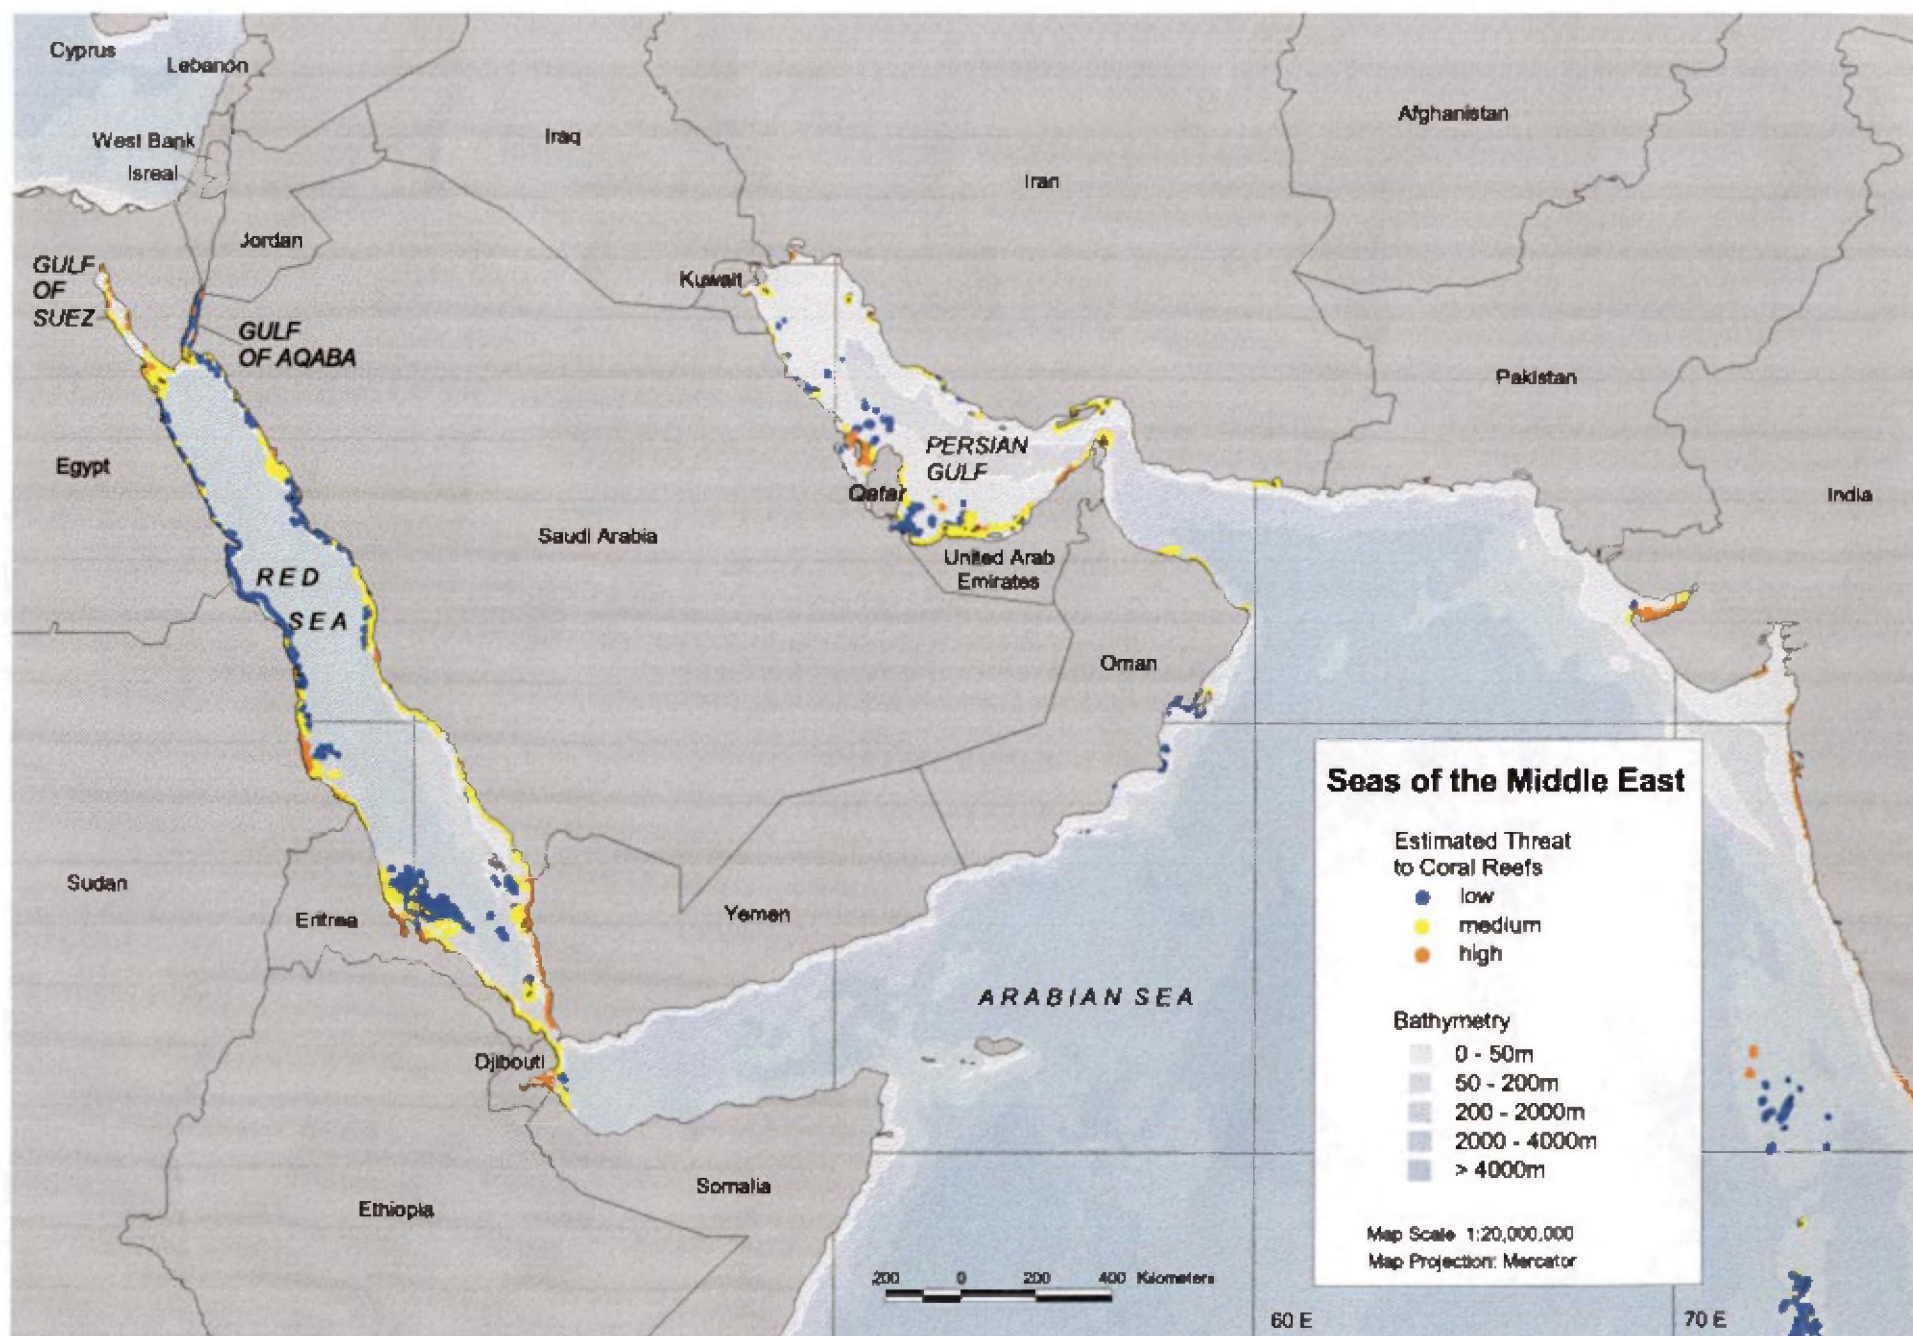 Cyprus
Lebanon
West Bank
Isreal
Iraq
Iran
Afghanistan
Jordan
GULF
OF
SUEZ
GULF
OF AQABA
Kuwait
Pakistan
Egypt
PERSIAN
GULF
Qatar
India
Saudi Arabia
United Arab
Emirates
RED
SEA
Oman
Seas of the Middle East
Estimated Threat
to Coral Reefs
low
medium
high
Bathymetry
0 - 50m
50 - 200m
200 - 2000m
2000 - 4000m
> 4000m
Map Scale 1:20,000,000
Map Projection: Mercator
Sudan
Eritrea
Yemen
ARABIAN SEA
Djibouti
Somalia
Ethiopia
200 0 200 400 Kilometers
60 E
70 E